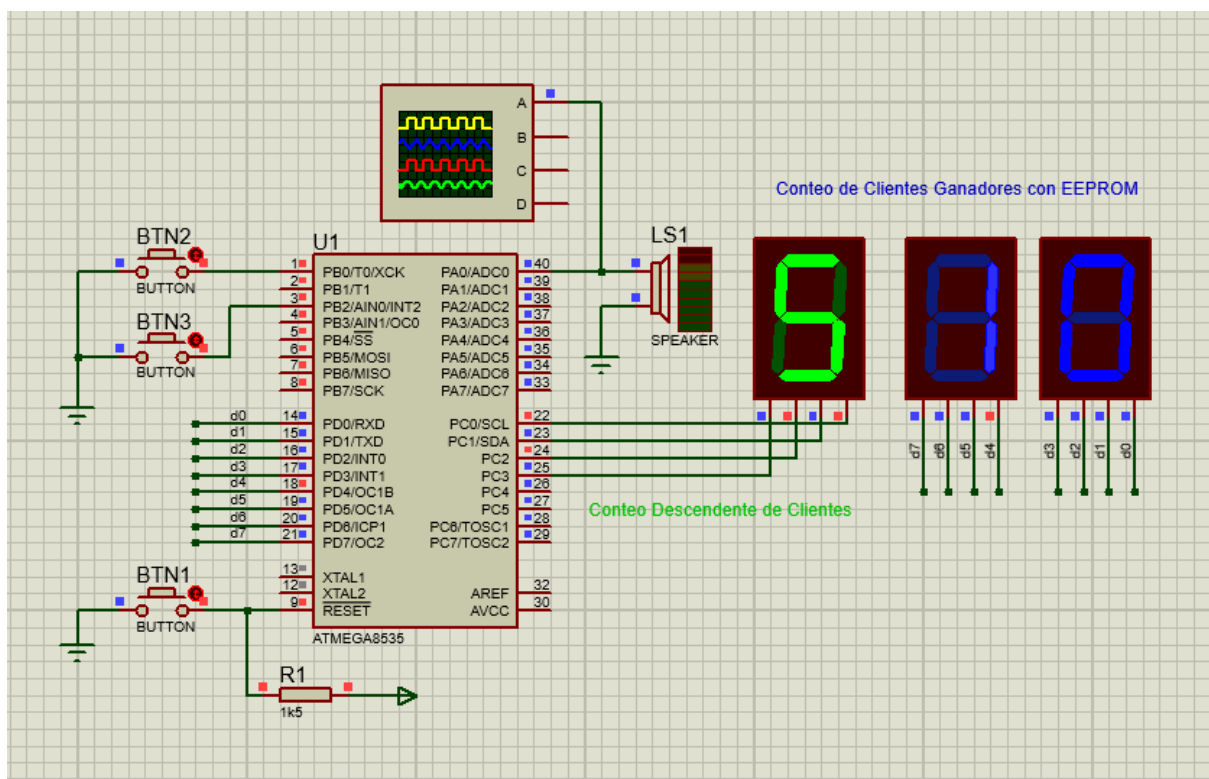 A
B
C
D
Conteo de Clientes Ganadores con EEPROM
BTN2
BUTTON
BTN3
BUTTON
U1
1 PB0/T0/XCK PA0/ADC0 40
2 PB1/T1 PA1/ADC1 39
3 PB2/AIN0/INT2 PA2/ADC2 38
4 PB3/AIN1/OC0 PA3/ADC3 37
5 PB4/SS PA4/ADC4 36
6 PB5/MOSI PA5/ADC5 35
7 PB6/MISO PA6/ADC6 34
8 PB7/SCK PA7/ADC7 33
d0 14 PD0/RXD PC0/SCL 22
d1 15 PD1/TXD PC1/SDA 23
d2 16 PD2/INT0 PC2 24
d3 17 PD3/INT1 PC3 25
d4 18 PD4/OC1B PC4 26
d5 19 PD5/OC1A PC5 27
d6 20 PD6/ICP1 PC6/TOSC1 28
d7 21 PD7/OC2 PC7/TOSC2 29
13 XTAL1
12 XTAL2 AREF 32
9 RESET AVCC 30
ATMEGA8535
LS1
SPEAKER
5 1 0
d7 d6 d5 d4 d3 d2 d1 d0
Conteo Descendente de Clientes
BTN1
BUTTON
R1
1k5